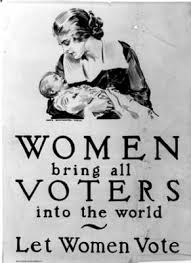 WOMEN
bring all
VOTERS
into the world
~
Let Women Vote